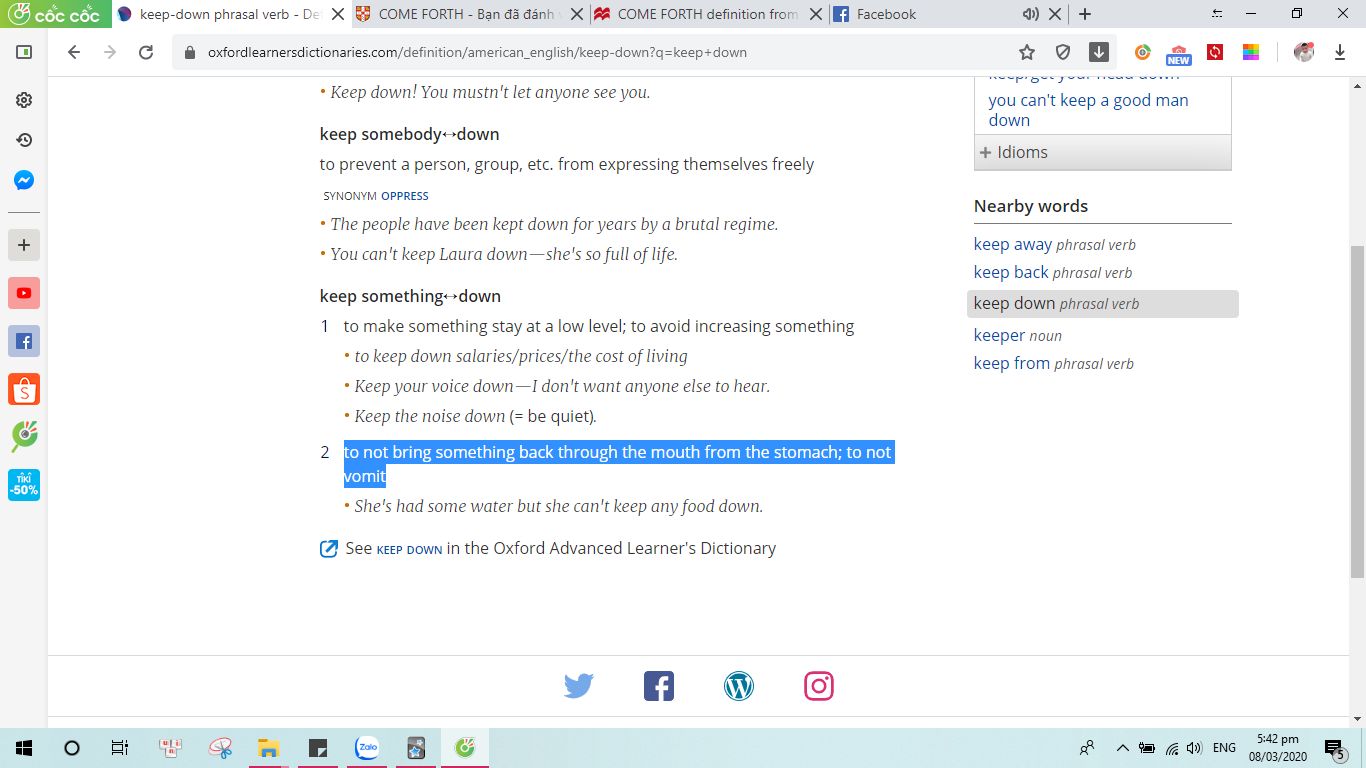 cốc cốc
keep-down phrasal verb - De
COME FORTH - Bạn đã đánh v
COME FORTH definition from
Facebook
oxfordlearnersdictionaries.com/definition/american_english/keep-down?q=keep+down
NEW
• Keep down! You mustn't let anyone see you.
keep somebody↔down
to prevent a person, group, etc. from expressing themselves freely
SYNONYM OPPRESS
• The people have been kept down for years by a brutal regime.
• You can't keep Laura down—she's so full of life.
keep something↔down
1 to make something stay at a low level; to avoid increasing something
• to keep down salaries/prices/the cost of living
• Keep your voice down—I don't want anyone else to hear.
• Keep the noise down (= be quiet).
2 to not bring something back through the mouth from the stomach; to not
vomit
• She's had some water but she can't keep any food down.
See KEEP DOWN in the Oxford Advanced Learner's Dictionary
keep/get your head down
you can't keep a good man
down
+ Idioms
Nearby words
keep away phrasal verb
keep back phrasal verb
keep down phrasal verb
keeper noun
keep from phrasal verb
TIKI
-50%
Zalo
ENG
5:42 pm
08/03/2020
5